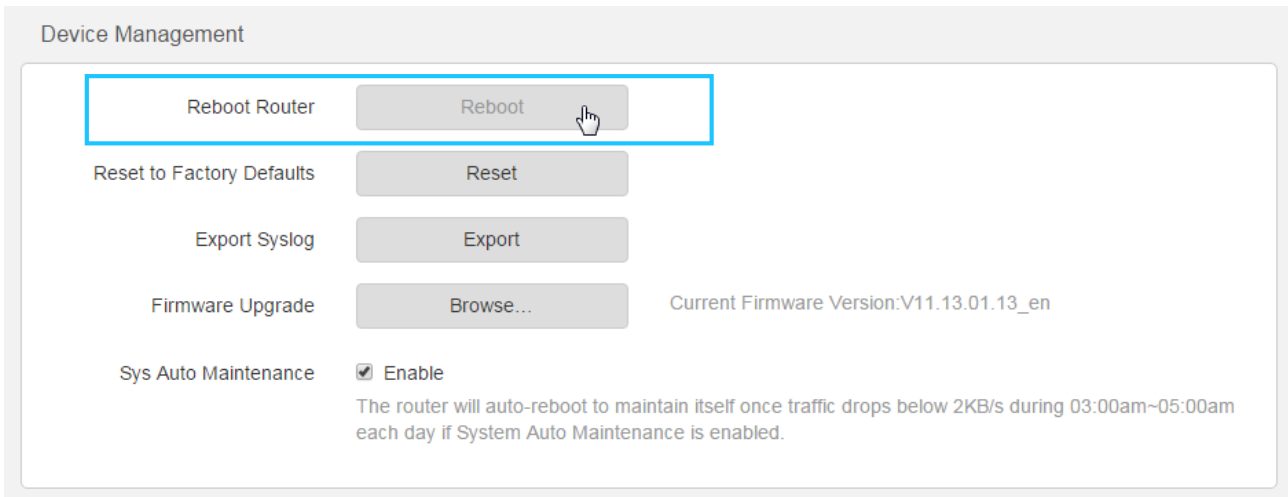 Device Management
Reboot Router Reboot
Reset to Factory Defaults Reset
Export Syslog Export
Firmware Upgrade Browse... Current Firmware Version:V11.13.01.13_en
Sys Auto Maintenance Enable
The router will auto-reboot to maintain itself once traffic drops below 2KB/s during 03:00am~05:00am
each day if System Auto Maintenance is enabled.